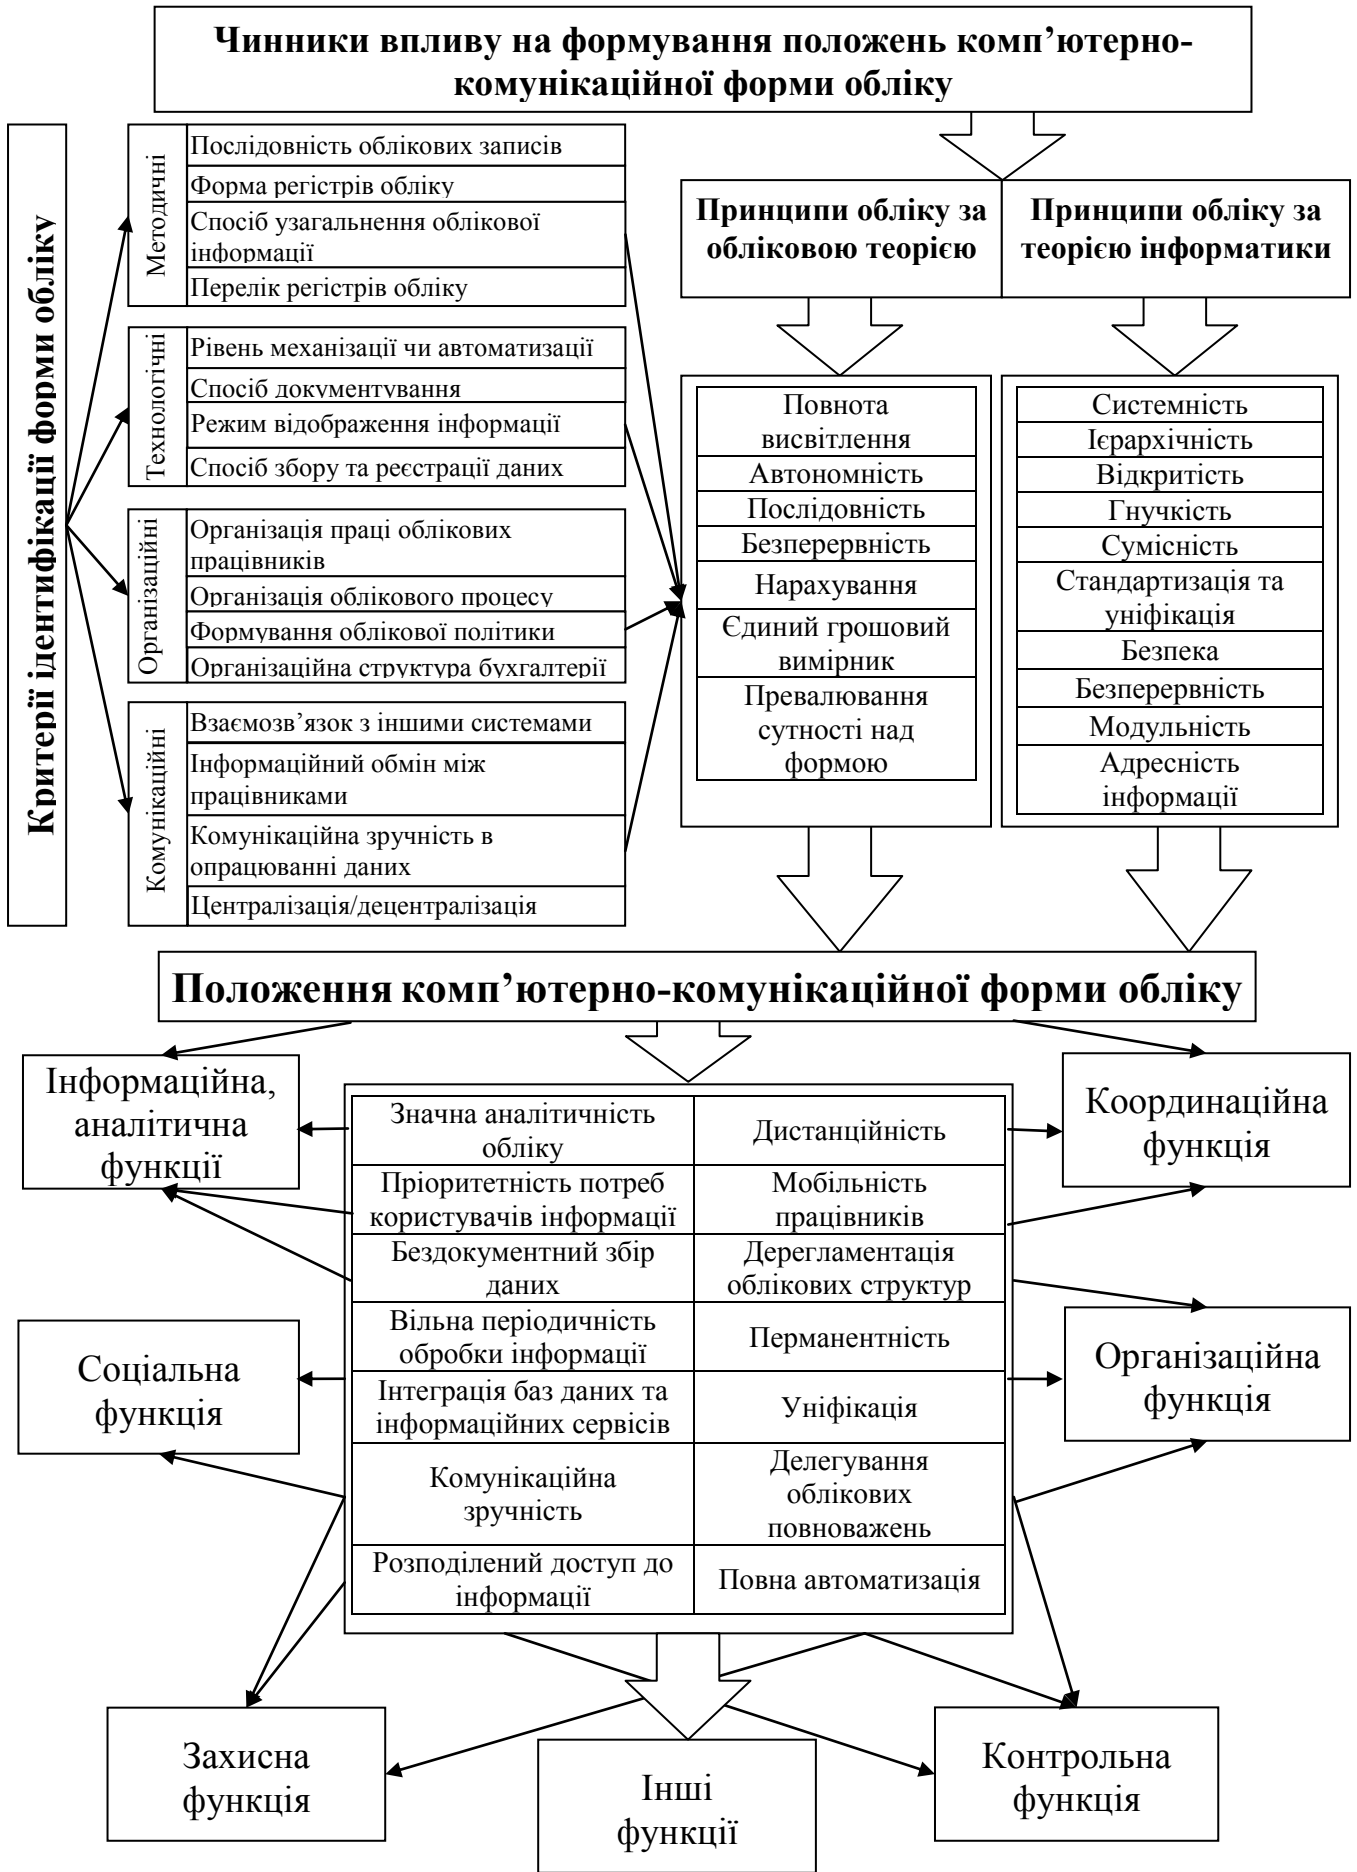 Чинники впливу на формування положень комп’ютерно-
комунікаційної форми обліку
Критерії ідентифікації форми обліку
Методичні
Послідовність облікових записів
Форма регістрів обліку
Спосіб узагальнення облікової
інформації
Перелік регістрів обліку
Технологічні
Рівень механізації чи автоматизації
Спосіб документування
Режим відображення інформації
Спосіб збору та реєстрації даних
Організаційні
Організація праці облікових
працівників
Організація облікового процесу
Формування облікової політики
Організаційна структура бухгалтерії
Комунікаційні
Взаємозв’язок з іншими системами
Інформаційний обмін між
працівниками
Комунікаційна зручність в
опрацюванні даних
Централізація/децентралізація
Принципи обліку за
обліковою теорією
Повнота
висвітлення
Автономність
Послідовність
Безперервність
Нарахування
Єдиний грошовий
вимірник
Превалювання
сутності над
формою
Принципи обліку за
теорією інформатики
Системність
Ієрархічність
Відкритість
Гнучкість
Сумісність
Стандартизація та
уніфікація
Безпека
Безперервність
Модульність
Адресність
інформації
Положення комп’ютерно-комунікаційної форми обліку
Інформаційна,
аналітична
функції
Соціальна
функція
Значна аналітичність
обліку
Дистанційність
Пріоритетність потреб
користувачів інформації
Мобільність
працівників
Бездокументний збір
даних
Дерегламентація
облікових структур
Вільна періодичність
обробки інформації
Перманентність
Інтеграція баз даних та
інформаційних сервісів
Уніфікація
Комунікаційна
зручність
Делегування
облікових
повноважень
Розподілений доступ до
інформації
Повна автоматизація
Координаційна
функція
Організаційна
функція
Захисна
функція
Інші
функції
Контрольна
функція